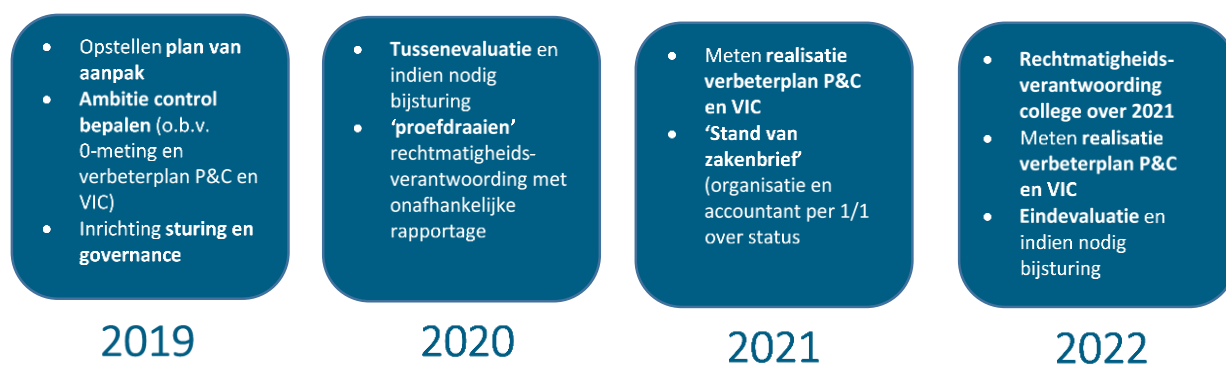 • Opstellen plan van
aanpak
• Ambitie control
bepalen (o.b.v.
0-meting en
verbeterplan P&C en
VIC)
• Inrichting sturing en
governance
2019
• Tussenevaluatie en
indien nodig
bijsturing
• ‘proefdraaien’
rechtmatigheids-
verantwoording met
onafhankelijke
rapportage
2020
• Meten realisatie
verbeterplan P&C
en VIC
• ‘Stand van
zakenbrief’
(organisatie en
accountant per 1/1
over status
2021
• Rechtmatigheids-
verantwoording
college over 2021
• Meten realisatie
verbeterplan P&C
en VIC
• Eindevaluatie en
indien nodig
bijsturing
2022